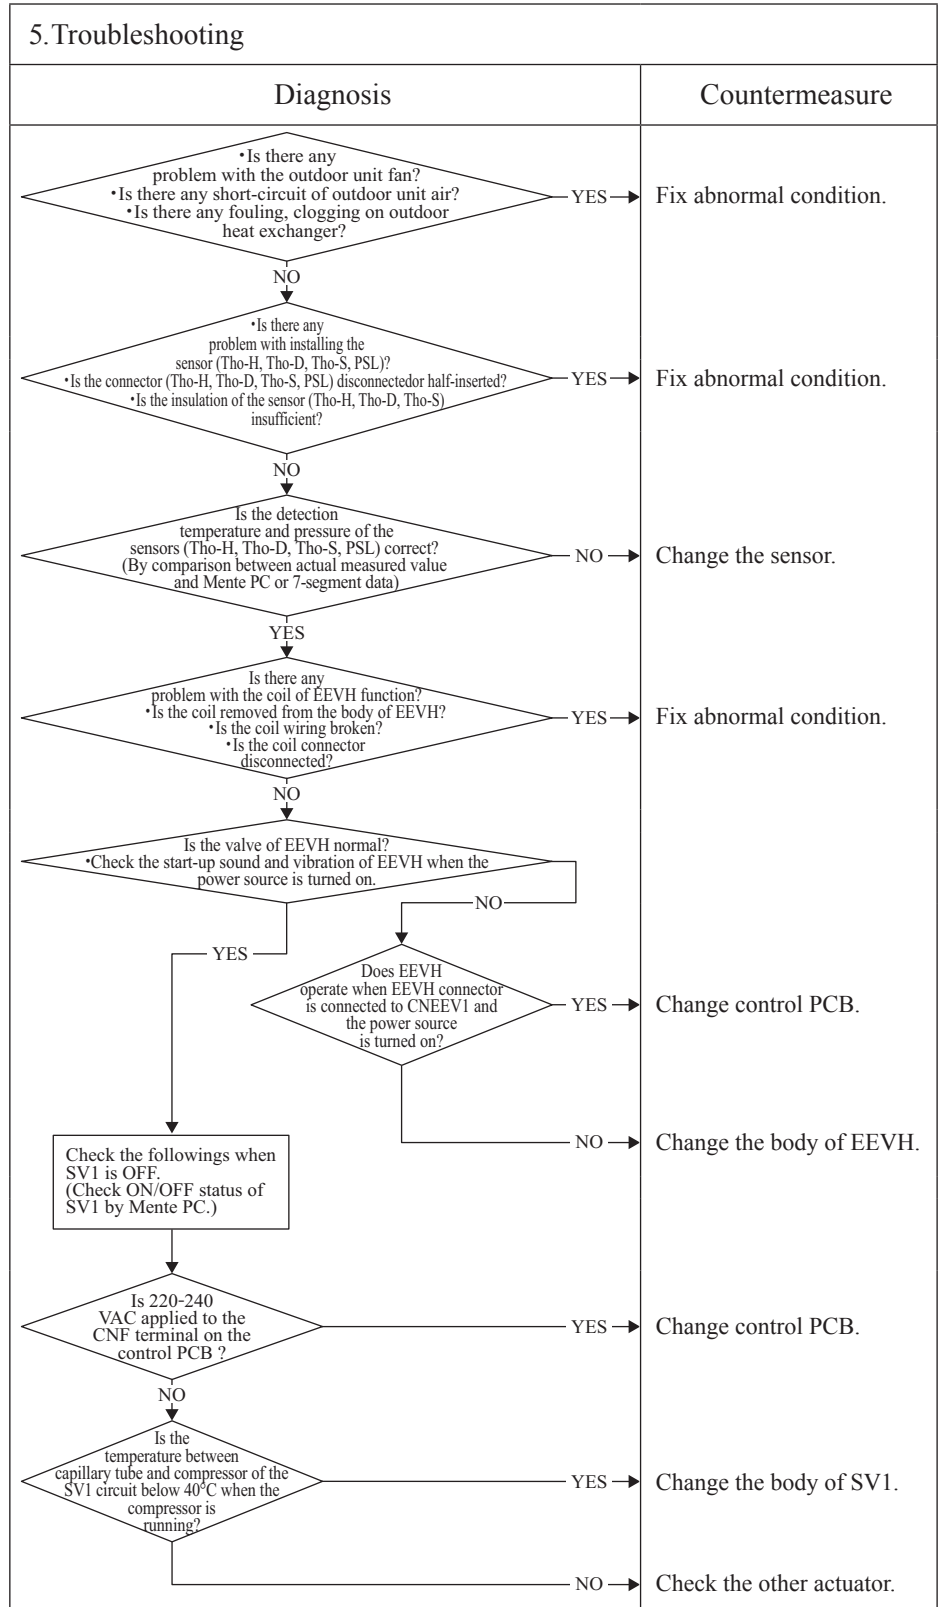 5.Troubleshooting
Diagnosis
Countermeasure
•Is there any
problem with the outdoor unit fan?
•Is there any short-circuit of outdoor unit air?
•Is there any fouling, clogging on outdoor
heat exchanger?
YES
Fix abnormal condition.
NO
•Is there any
problem with installing the
sensor (Tho-H, Tho-D, Tho-S, PSL)?
•Is the connector (Tho-H, Tho-D, Tho-S, PSL) disconnectedor half-inserted?
•Is the insulation of the sensor (Tho-H, Tho-D, Tho-S)
insufficient?
YES
Fix abnormal condition.
NO
Is the detection
temperature and pressure of the
sensors (Tho-H, Tho-D, Tho-S, PSL) correct?
(By comparison between actual measured value
and Mente PC or 7-segment data)
NO
Change the sensor.
YES
Is there any
problem with the coil of EEVH function?
•Is the coil removed from the body of EEVH?
•Is the coil wiring broken?
•Is the coil connector
disconnected?
YES
Fix abnormal condition.
NO
Is the valve of EEVH normal?
•Check the start-up sound and vibration of EEVH when the
power source is turned on.
NO
YES
Does EEVH
operate when EEVH connector
is connected to CNEEV1 and
the power source
is turned on?
YES
Change control PCB.
NO
Change the body of EEVH.
Check the followings when
SV1 is OFF.
(Check ON/OFF status of
SV1 by Mente PC.)
Is 220-240
VAC applied to the
CNF terminal on the
control PCB ?
YES
Change control PCB.
NO
Is the
temperature between
capillary tube and compressor of the
SV1 circuit below 40°C when the
compressor is
running?
YES
Change the body of SV1.
NO
Check the other actuator.